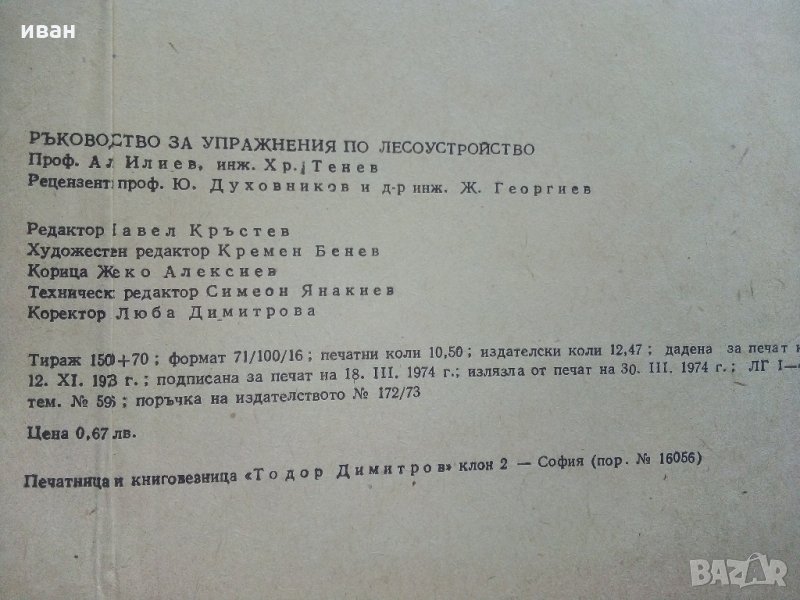 иван
РЪКОВОДСТВО ЗА УПРАЖНЕНИЯ ПО ЛЕСОУСТРОЙСТВО
Проф. Ал Илиев, инж. Хр. Тенев
Рецензент: проф. Ю. Духовников и д-р инж. Ж. Георгиев
Редактор Павел Кръстев
Художествен редактор Кремен Бенев
Корица Жеко Алексиев
Техническ редактор Симеон Янакиев
Коректор Люба Димитрова
Тираж 150+70; формат 71/100/16; печатни коли 10,50; издателски коли 12,47; дадена за печат н
12. XI. 193 г.; подписана за печат на 18. III. 1974 г.; излязла от печат на 30. III. 1974 г.; ЛГ I—
тем. № 596; поръчка на издателството № 172/73
Цена 0,67 лв.
Печатница и книговезница «Тодор Димитров» клон 2 — София (пор. № 16056)
BAZAR